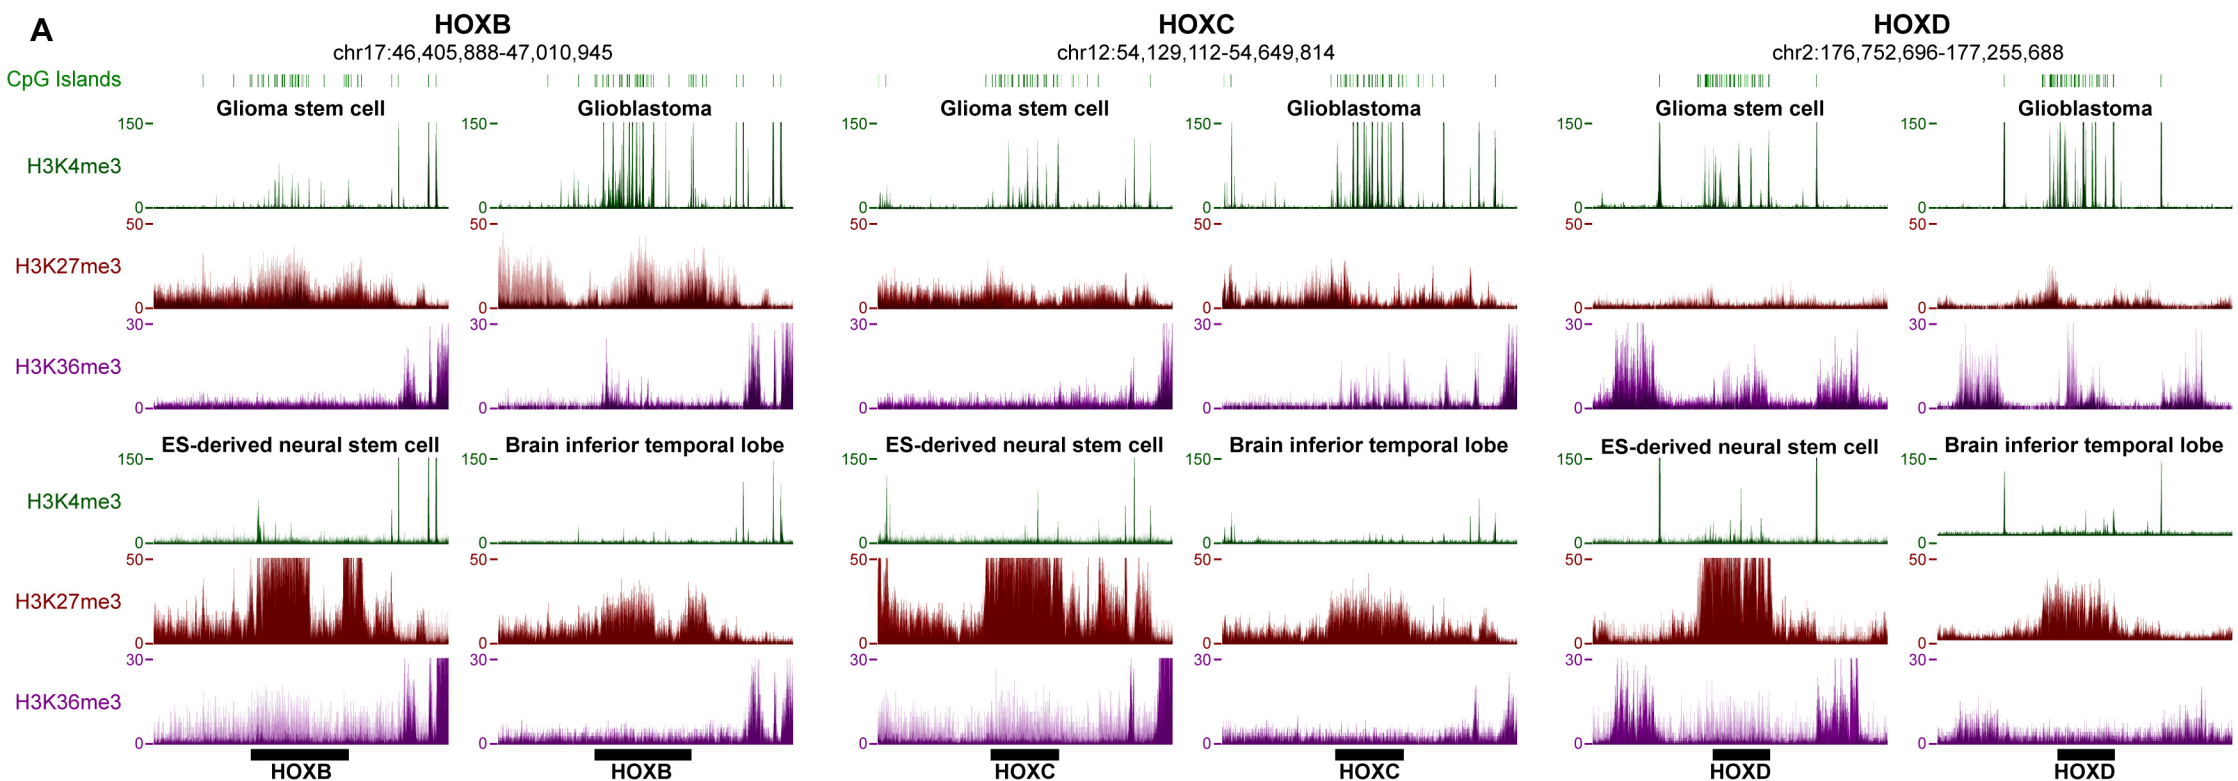 A
HOXB
HOXC
HOXD
chr17:46,405,888-47,010,945
chr12:54,129,112-54,649,814
chr2:176,752,696-177,255,688
CpG Islands
Glioma stem cell
Glioblastoma
Glioma stem cell
Glioblastoma
Glioma stem cell
Glioblastoma
H3K4me3
150 0
150 0
150 0
150 0
150 0
150 0
H3K27me3
50 0
50 0
50 0
50 0
50 0
50 0
H3K36me3
30 0
30 0
30 0
30 0
30 0
30 0
ES-derived neural stem cell
Brain inferior temporal lobe
ES-derived neural stem cell
Brain inferior temporal lobe
ES-derived neural stem cell
Brain inferior temporal lobe
H3K4me3
150 0
150 0
150 0
150 0
150 0
150 0
H3K27me3
50 0
50 0
50 0
50 0
50 0
50 0
H3K36me3
30 0
30 0
30 0
30 0
30 0
30 0
HOXB
HOXB
HOXC
HOXC
HOXD
HOXD